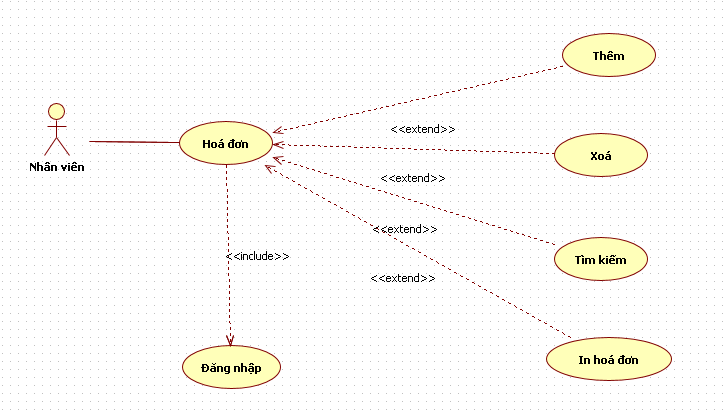 Thêm
<<extend>>
Hoá đơn
Xoá
Nhân viên
<<extend>>
<<extend>>
<<include>>
Tìm kiếm
<<extend>>
Đăng nhập
In hoá đơn